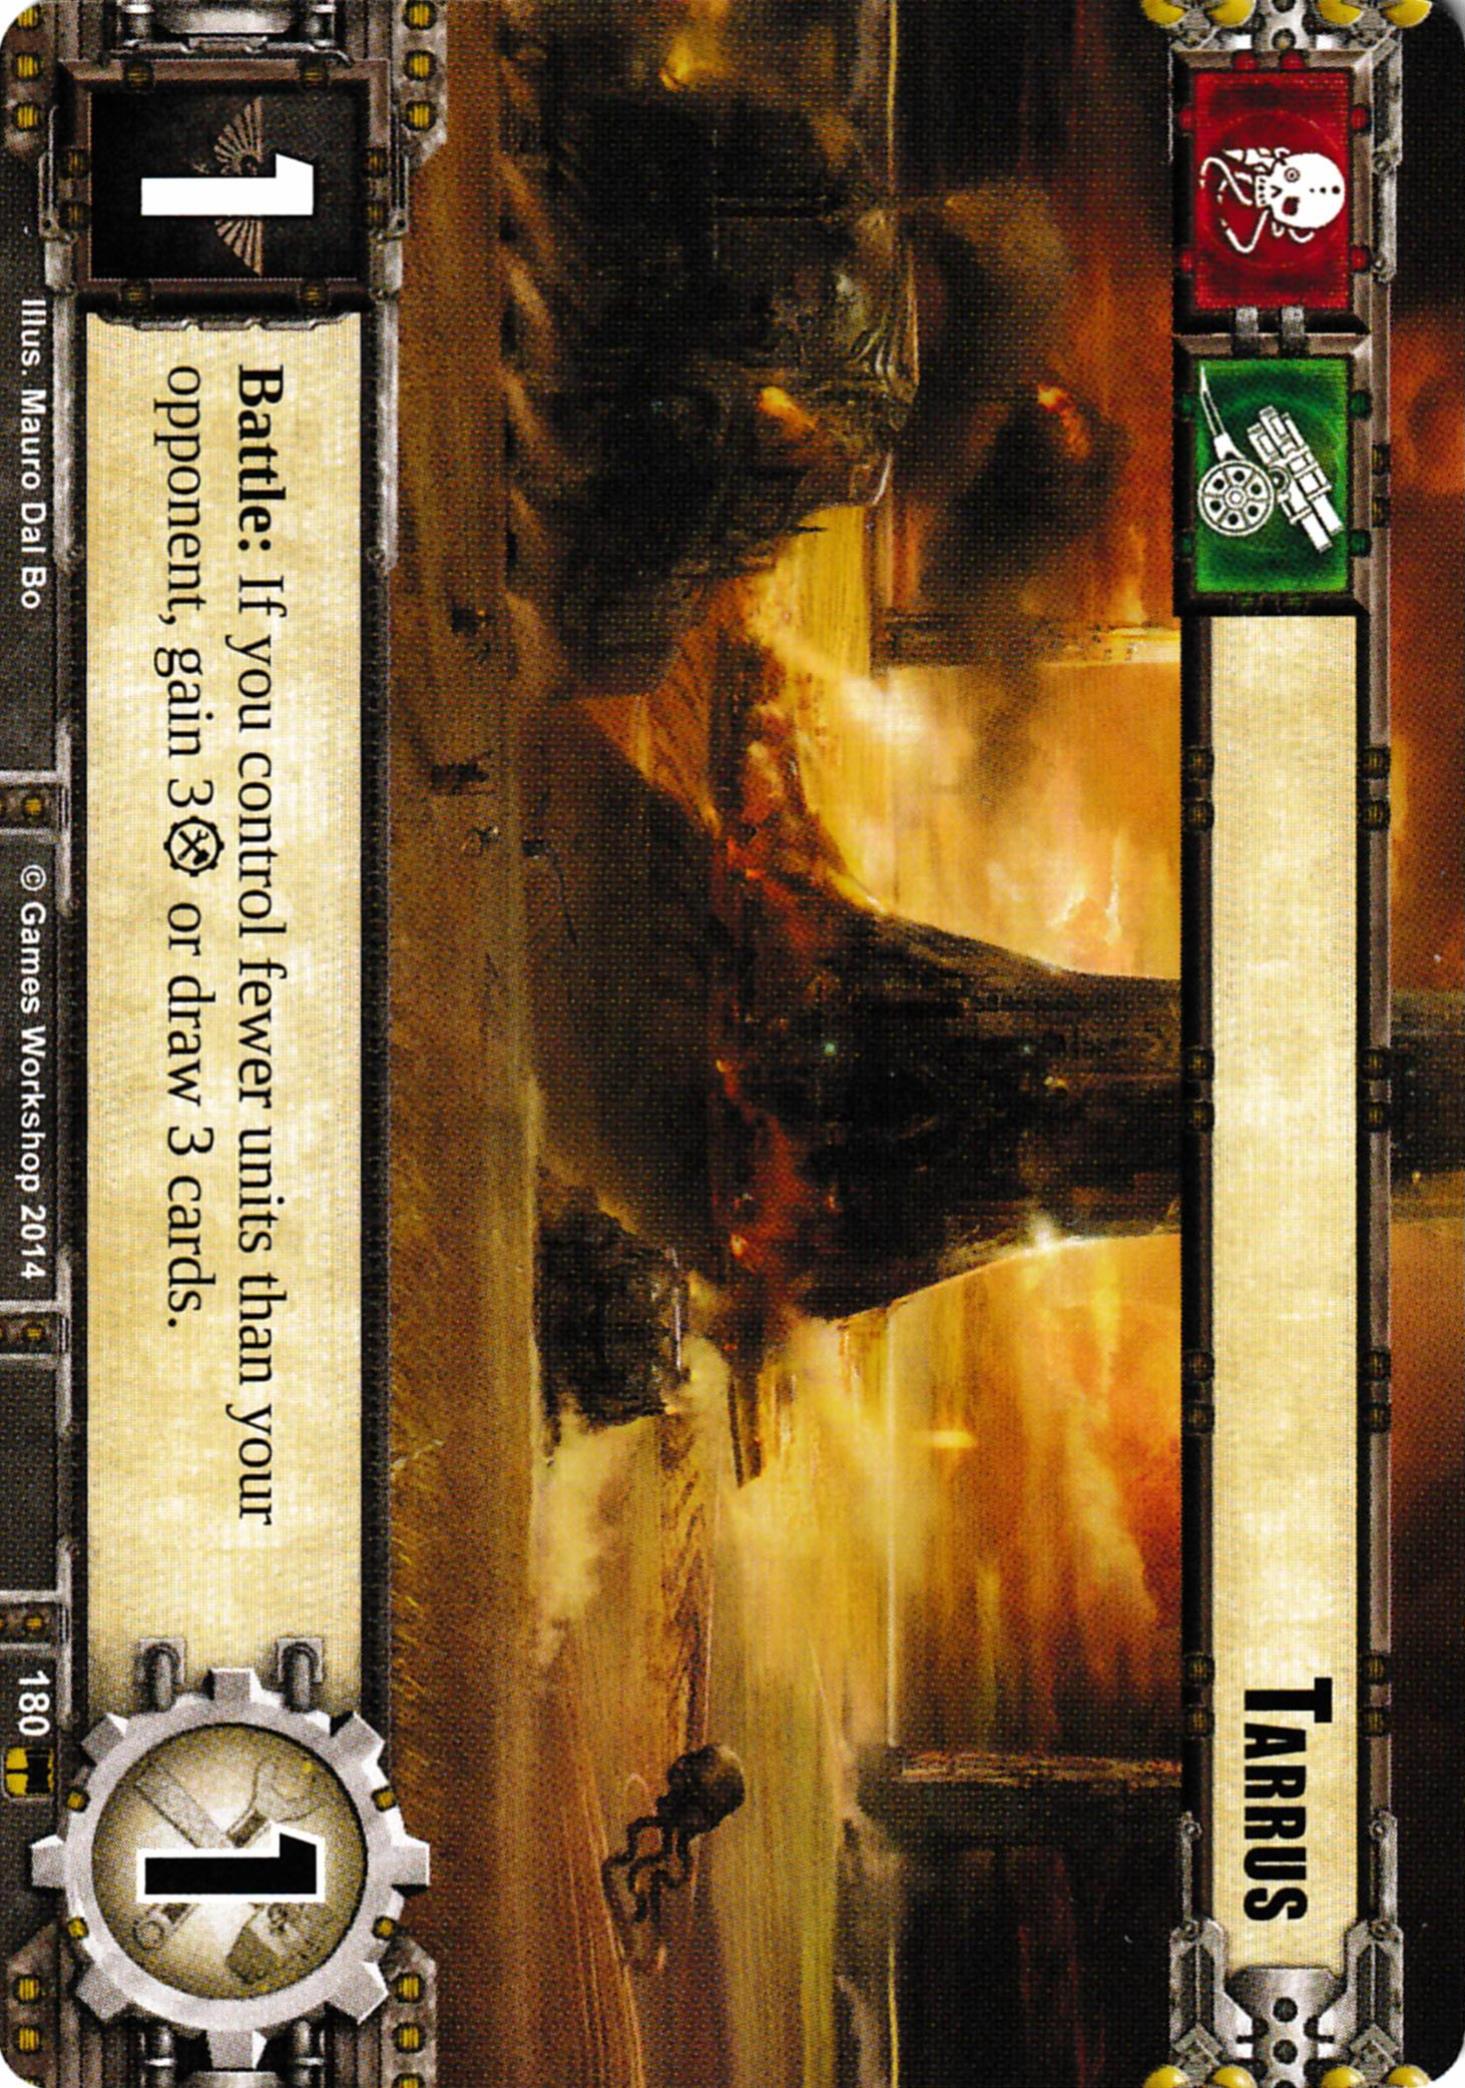 TARRUS
1
Battle: If you control fewer units than your
opponent, gain 3 or draw 3 cards.
1
Illus. Mauro Dal Bo
© Games Workshop 2014
180